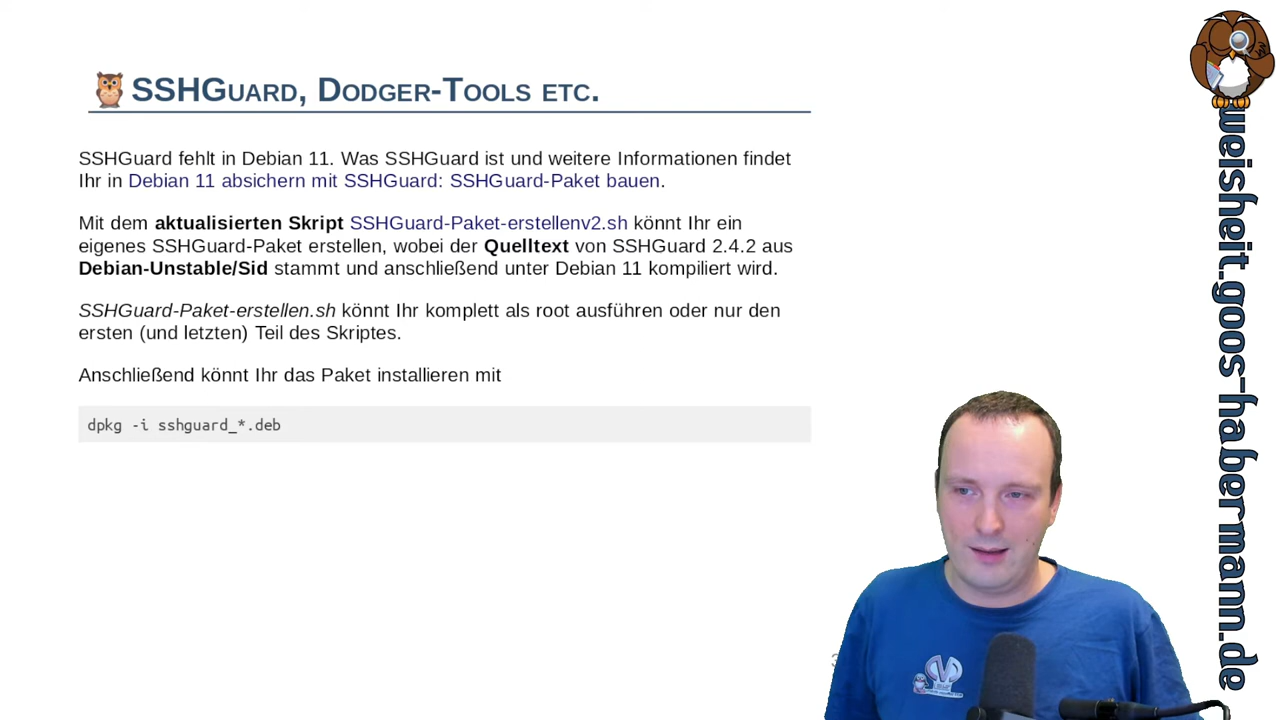 SSHGuard, Dodger-Tools etc.
SSHGuard fehlt in Debian 11. Was SSHGuard ist und weitere Informationen findet
Ihr in Debian 11 absichern mit SSHGuard: SSHGuard-Paket bauen.
Mit dem aktualisierten Skript SSHGuard-Paket-erstellenv2.sh könnt Ihr ein
eigenes SSHGuard-Paket erstellen, wobei der Quelltext von SSHGuard 2.4.2 aus
Debian-Unstable/Sid stammt und anschließend unter Debian 11 kompiliert wird.
SSHGuard-Paket-erstellen.sh könnt Ihr komplett als root ausführen oder nur den
ersten (und letzten) Teil des Skriptes.
Anschließend könnt Ihr das Paket installieren mit
dpkg -i sshguard_*.deb
weisheit.goos-habermann.de